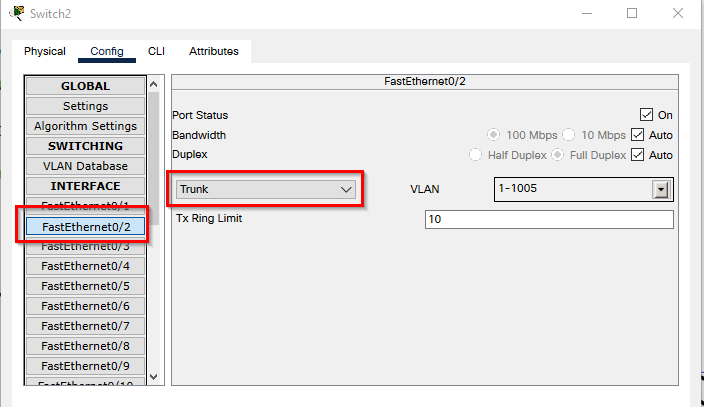 Switch2
Physical Config CLI Attributes
GLOBAL
Settings
Algorithm Settings
SWITCHING
VLAN Database
INTERFACE
FastEthernet0/1
FastEthernet0/2
FastEthernet0/3
FastEthernet0/4
FastEthernet0/5
FastEthernet0/6
FastEthernet0/7
FastEthernet0/8
FastEthernet0/9
FastEthernet0/10
FastEthernet0/2
Port Status On
Bandwidth 100 Mbps 10 Mbps Auto
Duplex Half Duplex Full Duplex Auto
Trunk VLAN 1-1005
Tx Ring Limit 10